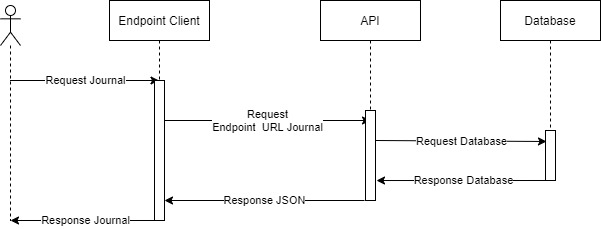 Endpoint Client
API
Database
Request Journal
Request
Endpoint URL Journal
Request Database
Response Database
Response JSON
Response Journal